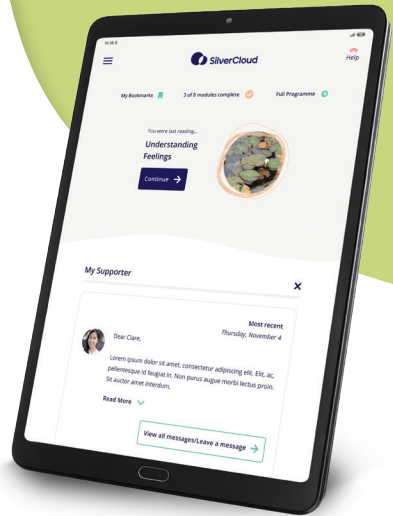 SilverCloud
Help
My Bookmarks
3 of 8 modules complete
Full Programme
You were last reading...
Understanding
Feelings
Continue
My Supporter
Most recent
Thursday, November 4
Dear Clare,
Lorem ipsum dolor sit amet, consectetur adipiscing elit. Elit, ac,
pellentesque id feugiat in. Non purus augue morbi lectus proin.
Sit auctor amet interdum.
Read More
View all messages/Leave a message